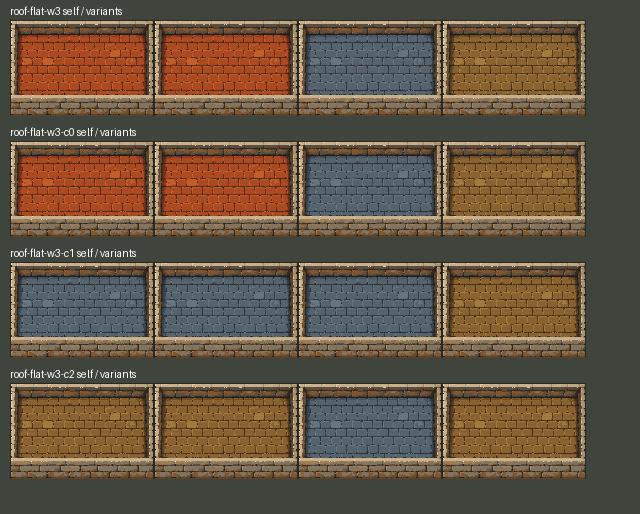 roof-flat-w3 self / variants
roof-flat-w3-c0 self / variants
roof-flat-w3-c1 self / variants
roof-flat-w3-c2 self / variants